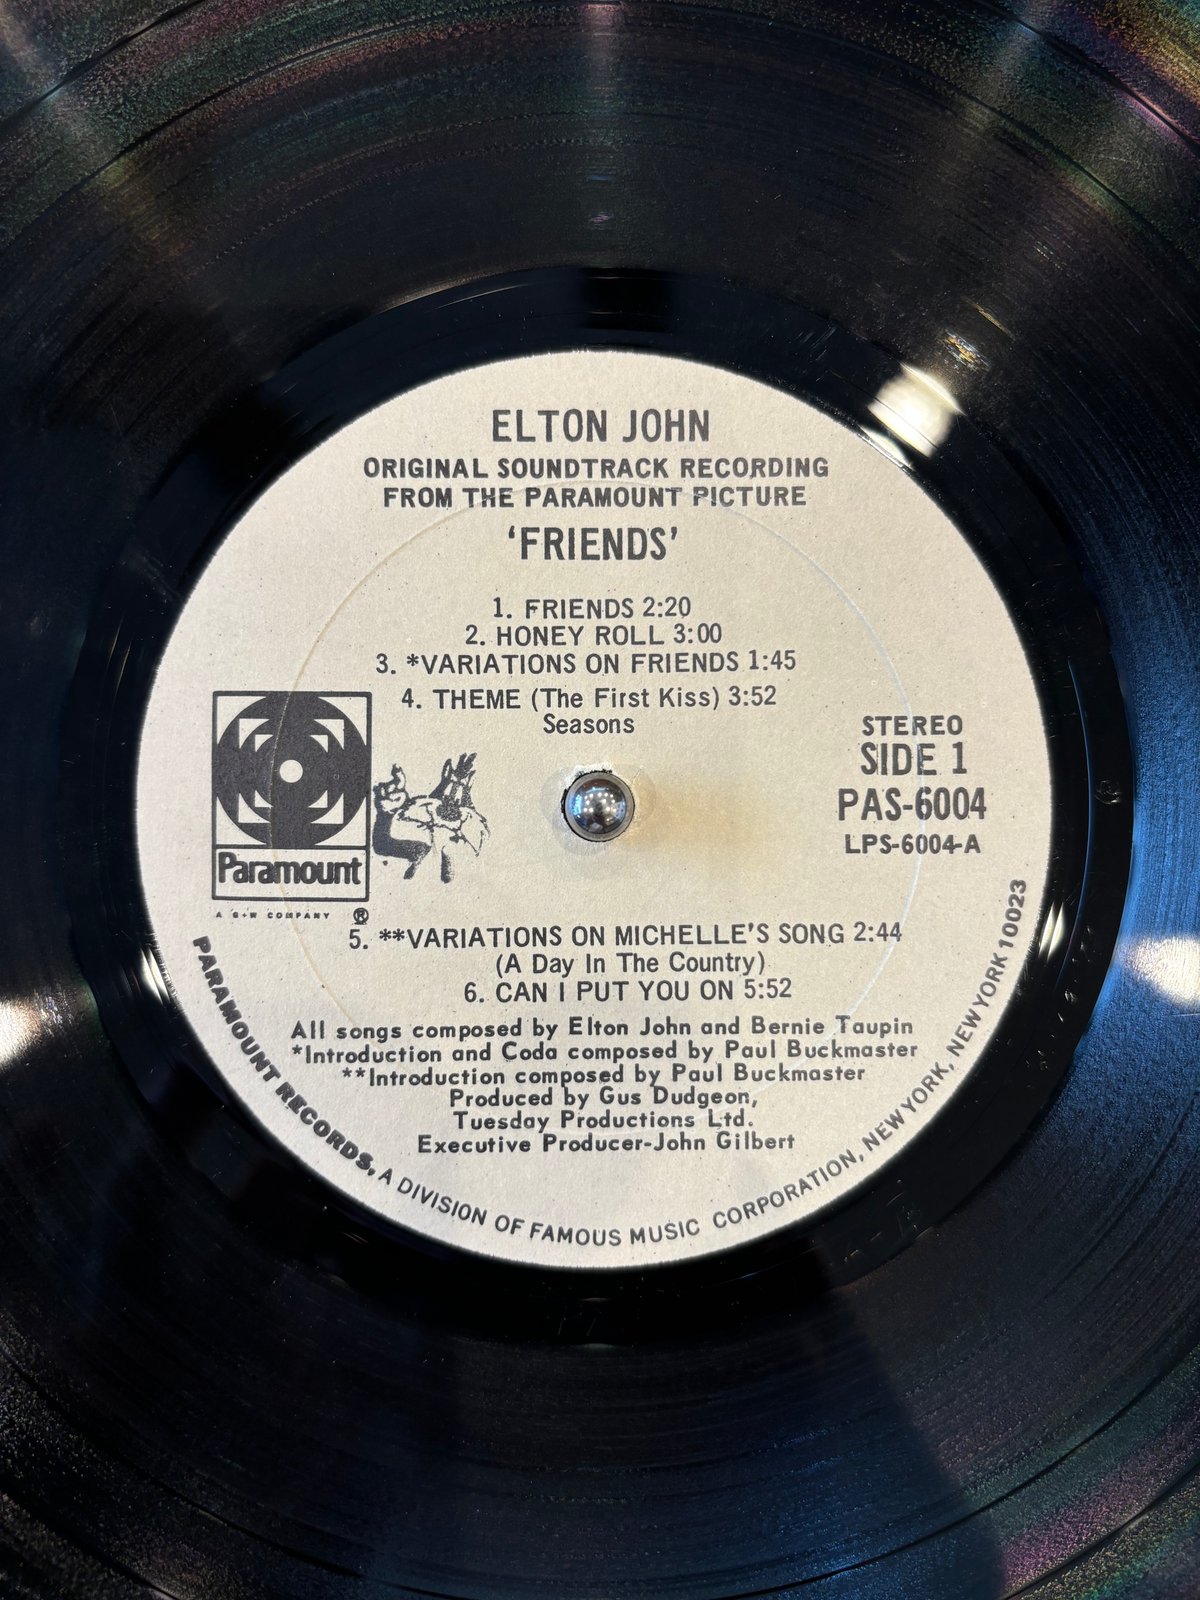 ELTON JOHN
ORIGINAL SOUNDTRACK RECORDING
FROM THE PARAMOUNT PICTURE
'FRIENDS'
1. FRIENDS 2:20
2. HONEY ROLL 3:00
3. *VARIATIONS ON FRIENDS 1:45
4. THEME (The First Kiss) 3:52
Seasons
STEREO
SIDE 1
PAS-6004
LPS-6004-A
Paramount
A G+W COMPANY ®
5. **VARIATIONS ON MICHELLE'S SONG 2:44
(A Day In The Country)
6. CAN I PUT YOU ON 5:52
All songs composed by Elton John and Bernie Taupin
*Introduction and Coda composed by Paul Buckmaster
**Introduction composed by Paul Buckmaster
Produced by Gus Dudgeon,
Tuesday Productions Ltd.
Executive Producer-John Gilbert
PARAMOUNT RECORDS, A DIVISION OF FAMOUS MUSIC CORPORATION, NEW YORK, NEW YORK 10023